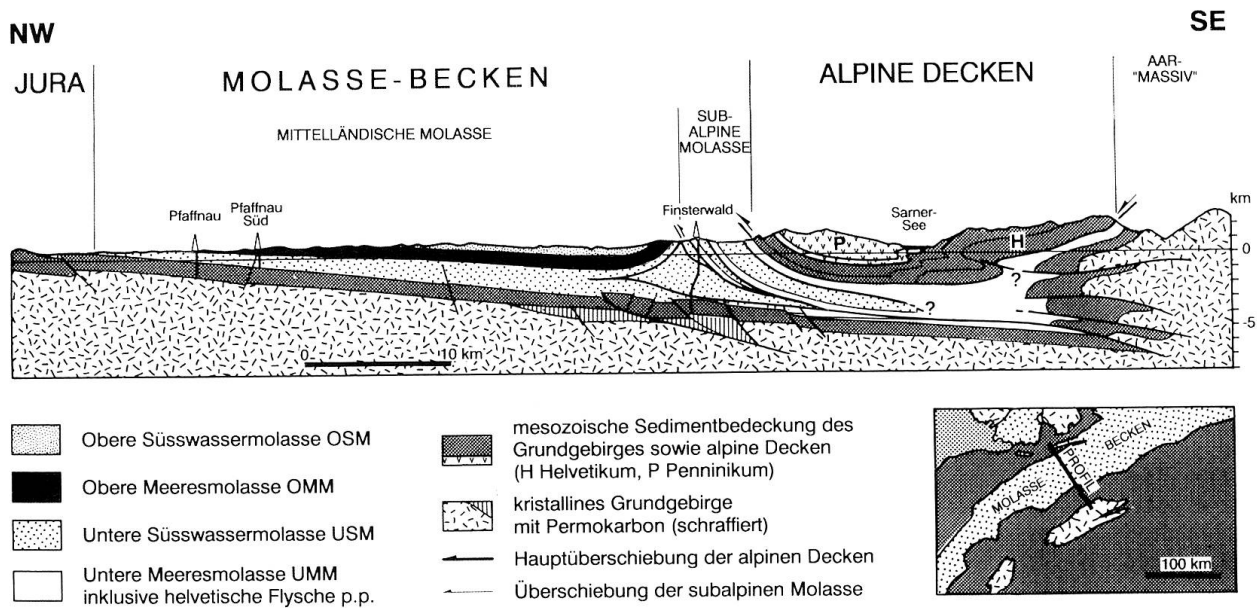 NW
SE
JURA
MOLASSE-BECKEN
ALPINE DECKEN
AAR-
"MASSIV"
MITTELLÄNDISCHE MOLASSE
SUB-
ALPINE
MOLASSE
Pfaffnau
Pfaffnau
Süd
Finsterwald
Sarner-
See
km
P
H
0
?
?
-5
0 10 km
Obere Süsswassermolasse OSM
Obere Meeresmolasse OMM
Untere Süsswassermolasse USM
Untere Meeresmolasse UMM
inklusive helvetische Flysche p.p.
mesozoische Sedimentbedeckung des
Grundgebirges sowie alpine Decken
(H Helvetikum, P Penninikum)
kristallines Grundgebirge
mit Permokarbon (schraffiert)
Hauptüberschiebung der alpinen Decken
Überschiebung der subalpinen Molasse
MOLASSE BECKEN
PROFIL
100 km